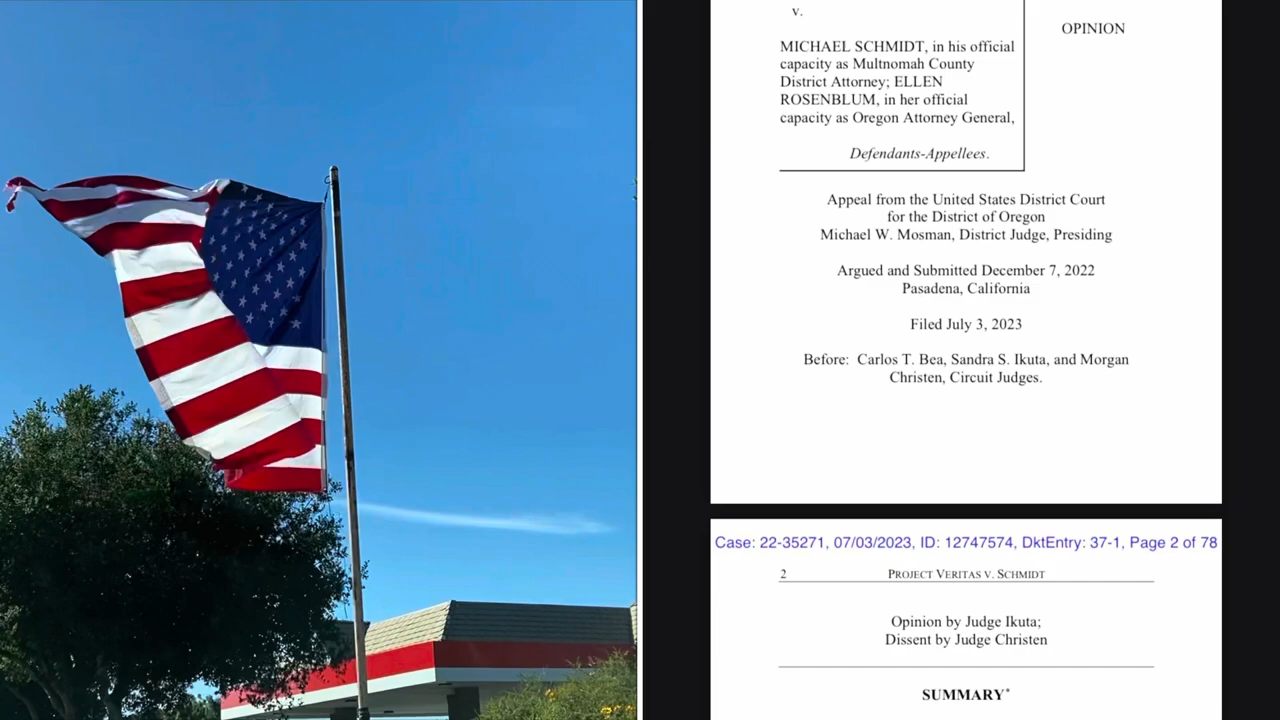 v.
OPINION
MICHAEL SCHMIDT, in his official
capacity as Multnomah County
District Attorney; ELLEN
ROSENBLUM, in her official
capacity as Oregon Attorney General,
Defendants-Appellees.
Appeal from the United States District Court
for the District of Oregon
Michael W. Mosman, District Judge, Presiding
Argued and Submitted December 7, 2022
Pasadena, California
Filed July 3, 2023
Before: Carlos T. Bea, Sandra S. Ikuta, and Morgan
Christen, Circuit Judges.
Case: 22-35271, 07/03/2023, ID: 12747574, DktEntry: 37-1, Page 2 of 78
2 PROJECT VERITAS V. SCHMIDT
Opinion by Judge Ikuta;
Dissent by Judge Christen
SUMMARY*